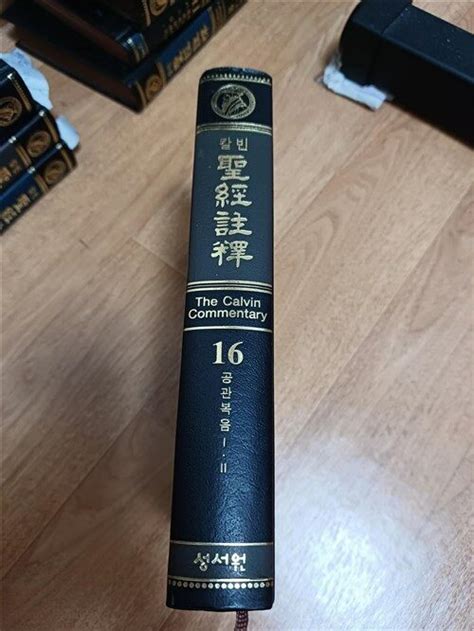 칼빈
聖經註釋
The Calvin
Commentary
16
공관복음 I·II
성서원